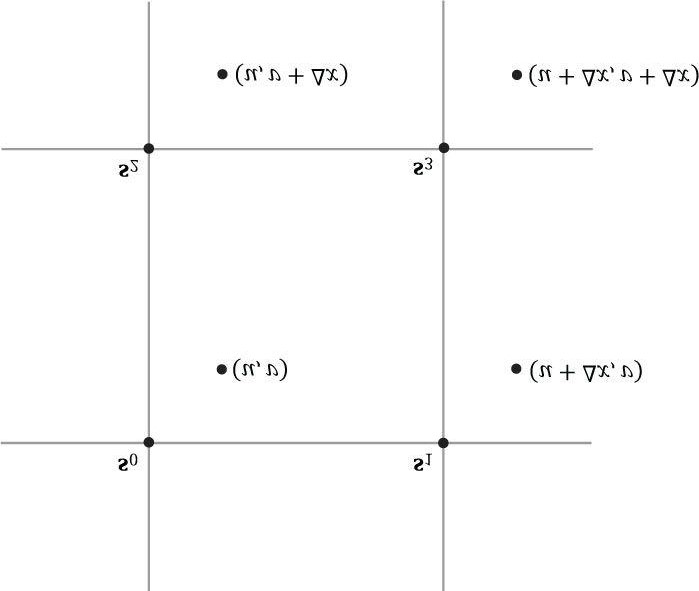 (u, v + Δx)
(u + Δx, v + Δx)
s₂
s₃
(u, v)
(u + Δx, v)
s₀
s₁